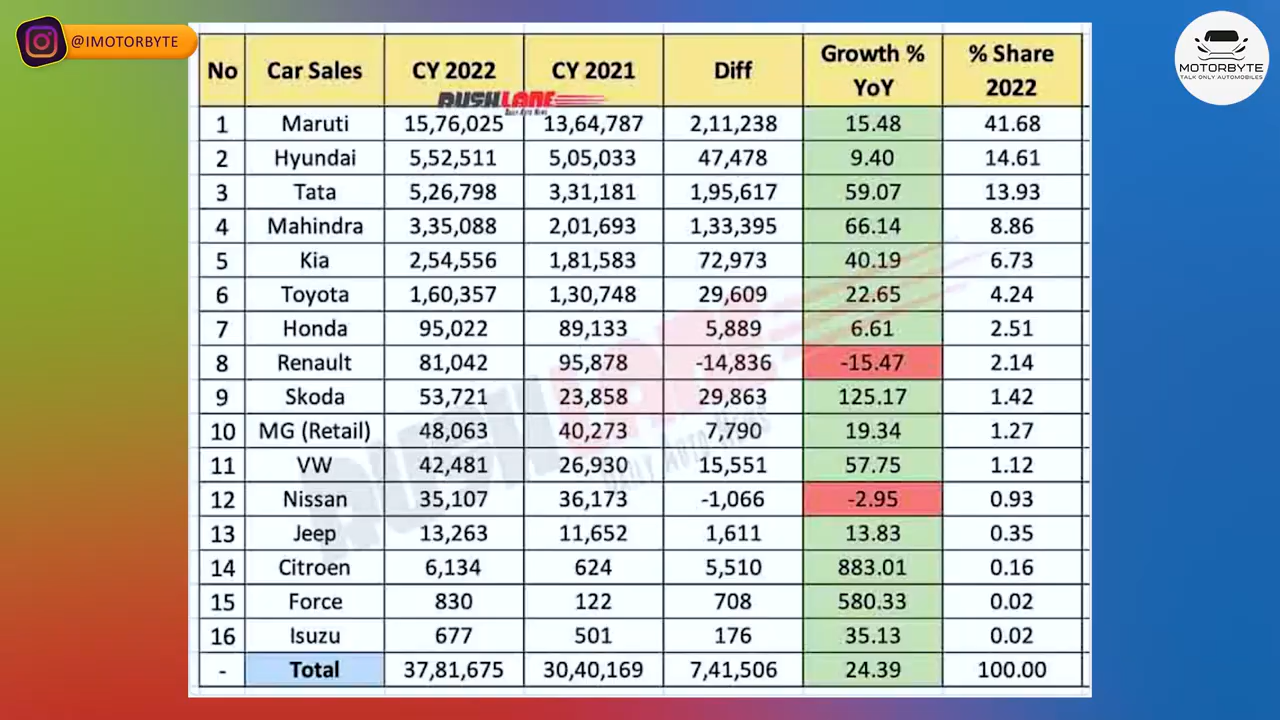 @IMOTORBYTE
MOTORBYTE
TALK ONLY AUTOMOBILES
No Car Sales CY 2022 CY 2021 Diff Growth % YoY % Share 2022
RUSHLANE
Daily Auto News
1 Maruti 15,76,025 13,64,787 2,11,238 15.48 41.68
2 Hyundai 5,52,511 5,05,033 47,478 9.40 14.61
3 Tata 5,26,798 3,31,181 1,95,617 59.07 13.93
4 Mahindra 3,35,088 2,01,693 1,33,395 66.14 8.86
5 Kia 2,54,556 1,81,583 72,973 40.19 6.73
6 Toyota 1,60,357 1,30,748 29,609 22.65 4.24
7 Honda 95,022 89,133 5,889 6.61 2.51
8 Renault 81,042 95,878 -14,836 -15.47 2.14
9 Skoda 53,721 23,858 29,863 125.17 1.42
10 MG (Retail) 48,063 40,273 7,790 19.34 1.27
11 VW 42,481 26,930 15,551 57.75 1.12
12 Nissan 35,107 36,173 -1,066 -2.95 0.93
13 Jeep 13,263 11,652 1,611 13.83 0.35
14 Citroen 6,134 624 5,510 883.01 0.16
15 Force 830 122 708 580.33 0.02
16 Isuzu 677 501 176 35.13 0.02
- Total 37,81,675 30,40,169 7,41,506 24.39 100.00
RUSHLANE
DAILY AUTO NEWS